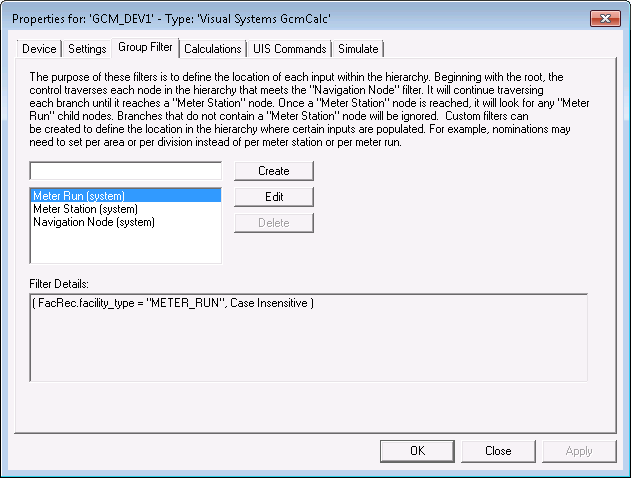 Properties for: 'GCM_DEV1' - Type: 'Visual Systems GcmCalc'
Device Settings Group Filter Calculations UIS Commands Simulate
The purpose of these filters is to define the location of each input within the hierarchy. Beginning with the root, the
control traverses each node in the hierarchy that meets the "Navigation Node" filter. It will continue traversing
each branch until it reaches a "Meter Station" node. Once a "Meter Station" node is reached, it will look for any "Meter
Run" child nodes. Branches that do not contain a "Meter Station" node will be ignored.  Custom filters can
be created to define the location in the hierarchy where certain inputs are populated. For example, nominations may
need to set per area or per division instead of per meter station or per meter run.
Create
Meter Run (system)
Edit
Meter Station (system)
Navigation Node (system)
Delete
Filter Details:
( FacRec.facility_type = "METER_RUN", Case Insensitive )
OK Close Apply